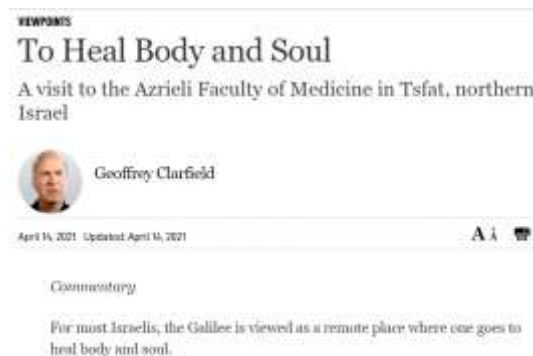 VIEWPOINTS
To Heal Body and Soul
A visit to the Azrieli Faculty of Medicine in Tsfat, northern
Israel
Geoffrey Clarfield
April 14, 2021 Updated: April 14, 2021
A A
Commentary
For most Israelis, the Galilee is viewed as a remote place where one goes to
heal body and soul.